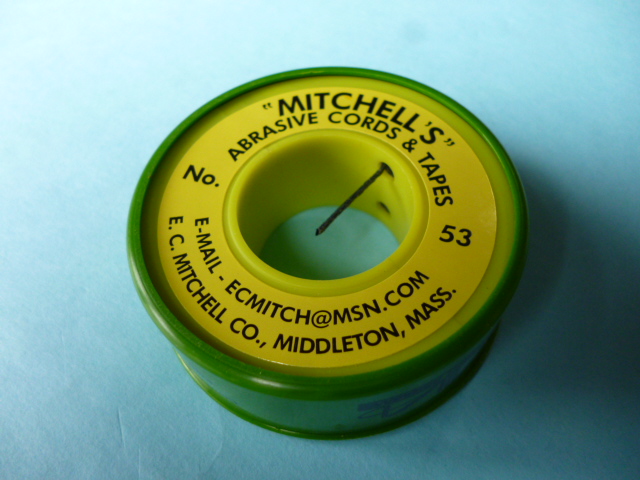 "MITCHELL'S"
ABRASIVE CORDS & TAPES
No. 53
E-MAIL - ECMITCH@MSN.COM
E. C. MITCHELL CO., MIDDLETON, MASS.